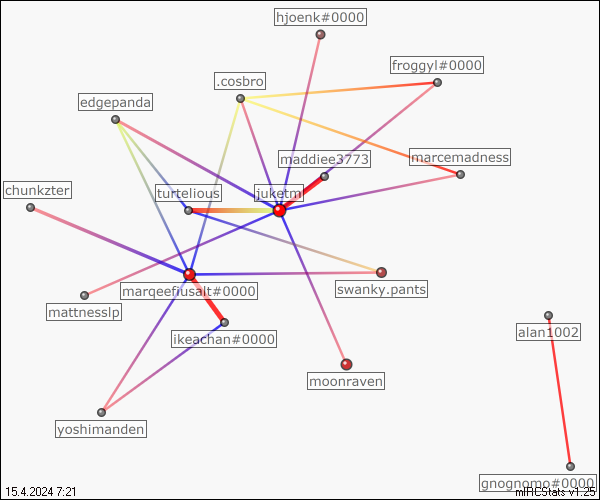 hjoenk#0000
froggyl#0000
.cosbro
edgepanda
maddiee3773
marcemadness
chunkzter
turtelious
juketm
marqeefiusalt#0000
swanky.pants
mattnesslp
alan1002
ikeachan#0000
moonraven
yoshimanden
gnognomo#0000
15.4.2024 7:21
mIRCStats v1.25